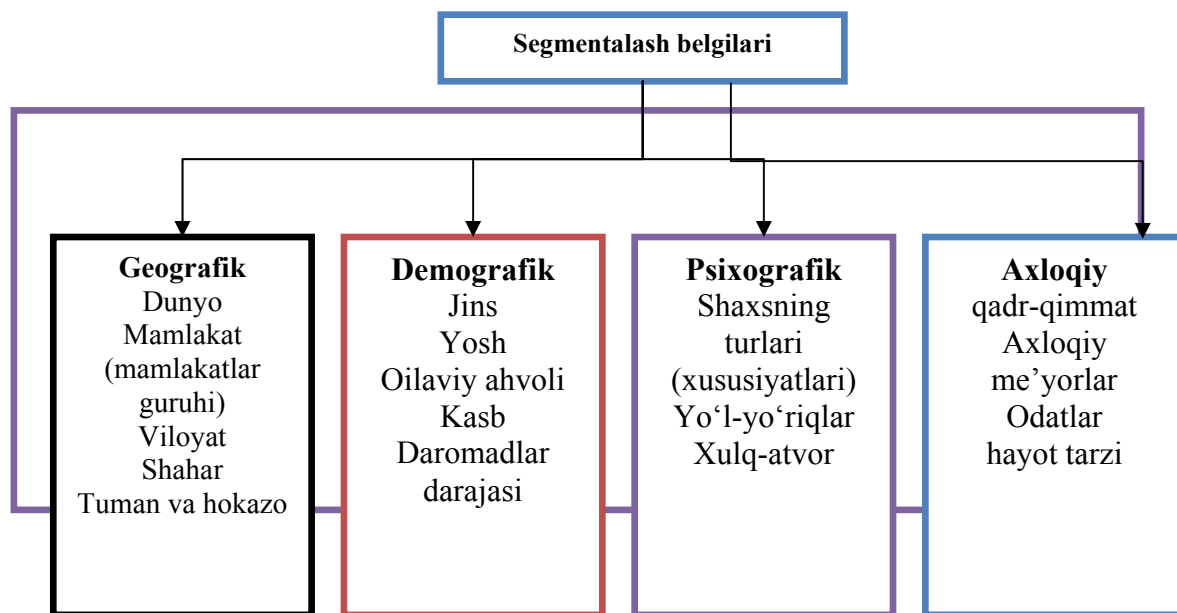 Segmentalash belgilari
Geografik
Dunyo
Mamlakat
(mamlakatlar
guruhi)
Viloyat
Shahar
Tuman va hokazo
Demografik
Jins
Yosh
Oilaviy ahvoli
Kasb
Daromadlar
darajasi
Psixografik
Shaxsning
turlari
(xususiyatlari)
Yo‘l-yo‘riqlar
Xulq-atvor
Axloqiy
qadr-qimmat
Axloqiy
me’yorlar
Odatlar
hayot tarzi